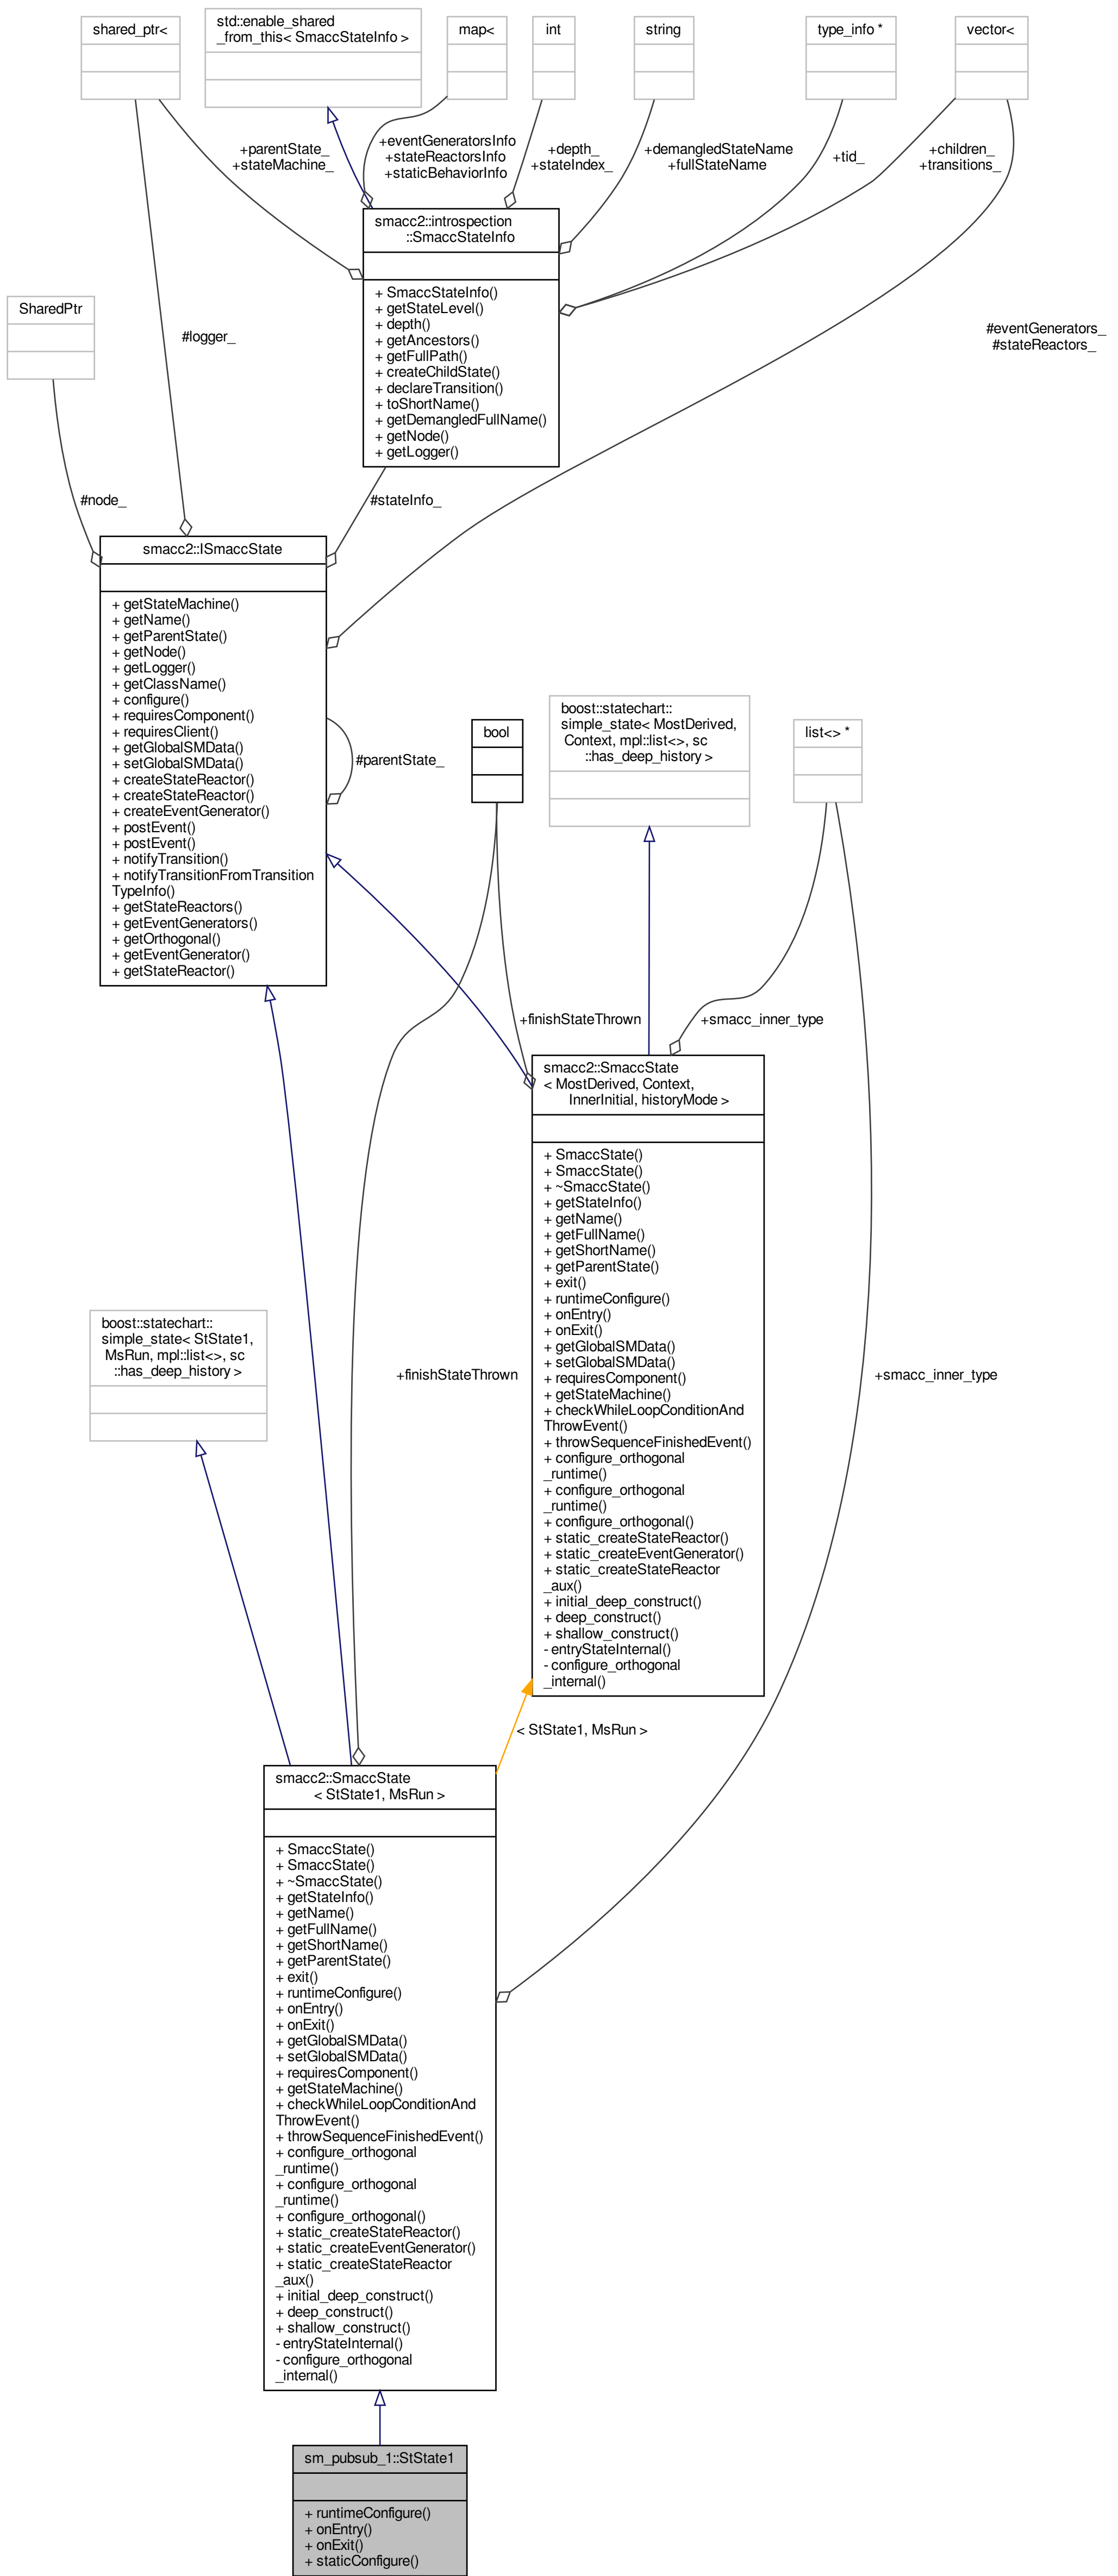 shared_ptr<
std::enable_shared
_from_this< SmaccStateInfo >
map<
int
string
type_info *
vector<
+parentState_
+stateMachine_
+eventGeneratorsInfo
+stateReactorsInfo
+staticBehaviorInfo
+depth_
+stateIndex_
+demangledStateName
+fullStateName
+tid_
+children_
+transitions_
smacc2::introspection
::SmaccStateInfo
+ SmaccStateInfo()
+ getStateLevel()
+ depth()
+ getAncestors()
+ getFullPath()
+ createChildState()
+ declareTransition()
+ toShortName()
+ getDemangledFullName()
+ getNode()
+ getLogger()
SharedPtr
#logger_
#eventGenerators_
#stateReactors_
#node_
#stateInfo_
smacc2::ISmaccState
+ getStateMachine()
+ getName()
+ getParentState()
+ getNode()
+ getLogger()
+ getClassName()
+ configure()
+ requiresComponent()
+ requiresClient()
+ getGlobalSMData()
+ setGlobalSMData()
+ createStateReactor()
+ createStateReactor()
+ createEventGenerator()
+ postEvent()
+ postEvent()
+ notifyTransition()
+ notifyTransitionFromTransition
TypeInfo()
+ getStateReactors()
+ getEventGenerators()
+ getOrthogonal()
+ getEventGenerator()
+ getStateReactor()
#parentState_
bool
boost::statechart::
simple_state< MostDerived,
Context, mpl::list<>, sc
::has_deep_history >
list<> *
+finishStateThrown
+smacc_inner_type
smacc2::SmaccState
< MostDerived, Context,
InnerInitial, historyMode >
+ SmaccState()
+ SmaccState()
+ ~SmaccState()
+ getStateInfo()
+ getName()
+ getFullName()
+ getShortName()
+ getParentState()
+ exit()
+ runtimeConfigure()
+ onEntry()
+ onExit()
+ getGlobalSMData()
+ setGlobalSMData()
+ requiresComponent()
+ getStateMachine()
+ checkWhileLoopConditionAnd
ThrowEvent()
+ throwSequenceFinishedEvent()
+ configure_orthogonal
_runtime()
+ configure_orthogonal
_runtime()
+ configure_orthogonal()
+ static_createStateReactor()
+ static_createEventGenerator()
+ static_createStateReactor
_aux()
+ initial_deep_construct()
+ deep_construct()
+ shallow_construct()
- entryStateInternal()
- configure_orthogonal
_internal()
boost::statechart::
simple_state< StState1,
MsRun, mpl::list<>, sc
::has_deep_history >
+finishStateThrown
+smacc_inner_type
< StState1, MsRun >
smacc2::SmaccState
< StState1, MsRun >
+ SmaccState()
+ SmaccState()
+ ~SmaccState()
+ getStateInfo()
+ getName()
+ getFullName()
+ getShortName()
+ getParentState()
+ exit()
+ runtimeConfigure()
+ onEntry()
+ onExit()
+ getGlobalSMData()
+ setGlobalSMData()
+ requiresComponent()
+ getStateMachine()
+ checkWhileLoopConditionAnd
ThrowEvent()
+ throwSequenceFinishedEvent()
+ configure_orthogonal
_runtime()
+ configure_orthogonal
_runtime()
+ configure_orthogonal()
+ static_createStateReactor()
+ static_createEventGenerator()
+ static_createStateReactor
_aux()
+ initial_deep_construct()
+ deep_construct()
+ shallow_construct()
- entryStateInternal()
- configure_orthogonal
_internal()
sm_pubsub_1::StState1
+ runtimeConfigure()
+ onEntry()
+ onExit()
+ staticConfigure()